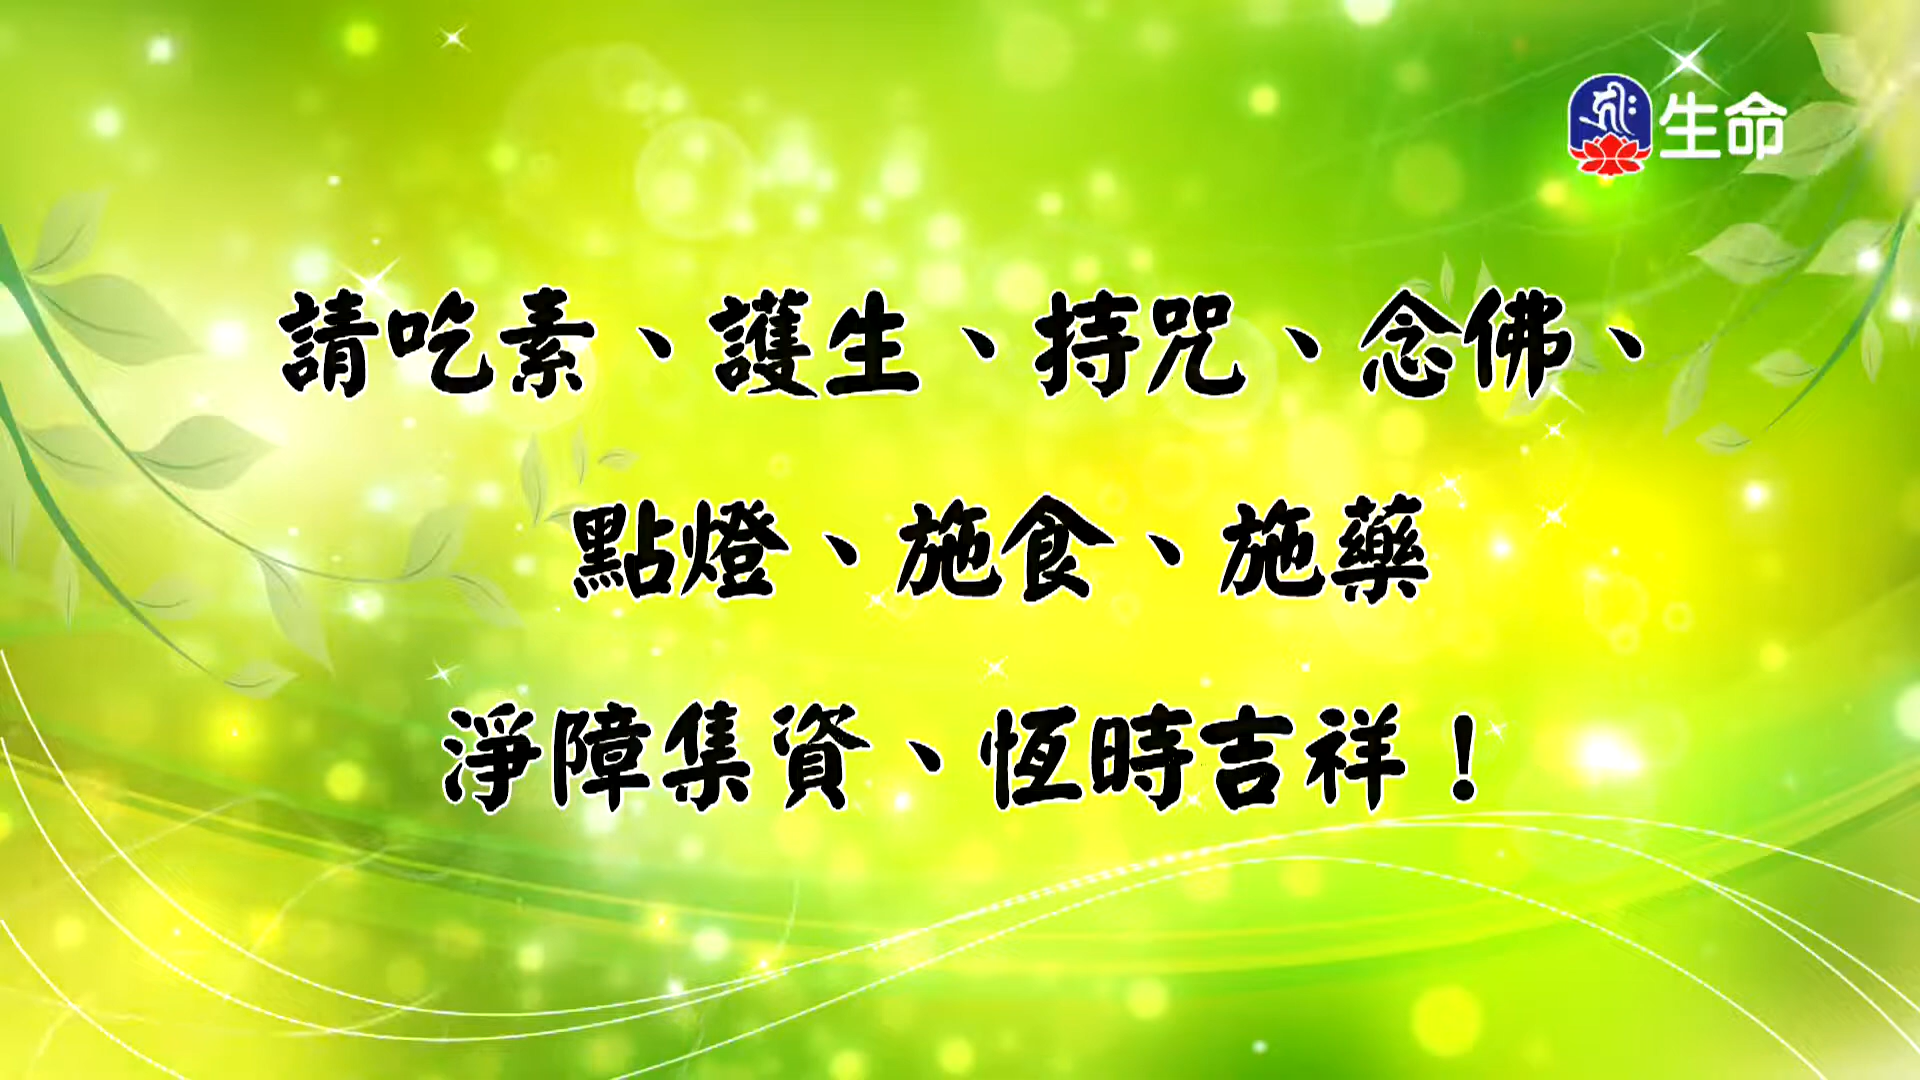 生命
請吃素、護生、持咒、念佛、
點燈、施食、施藥
淨障集資、恆時吉祥！